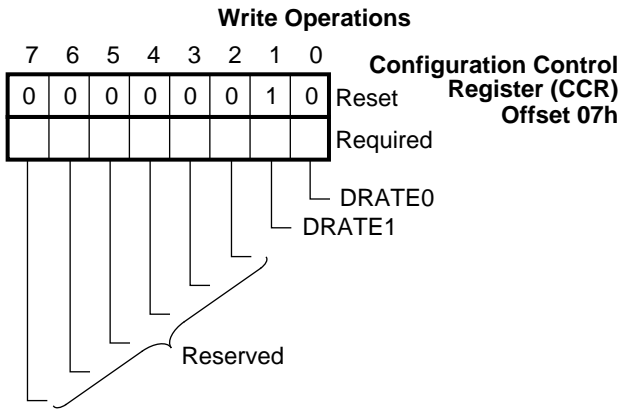 Write Operations
7 6 5 4 3 2 1 0
Configuration Control
Register (CCR)
Offset 07h
0 0 0 0 0 0 1 0 Reset
Required
DRATE0
DRATE1
Reserved